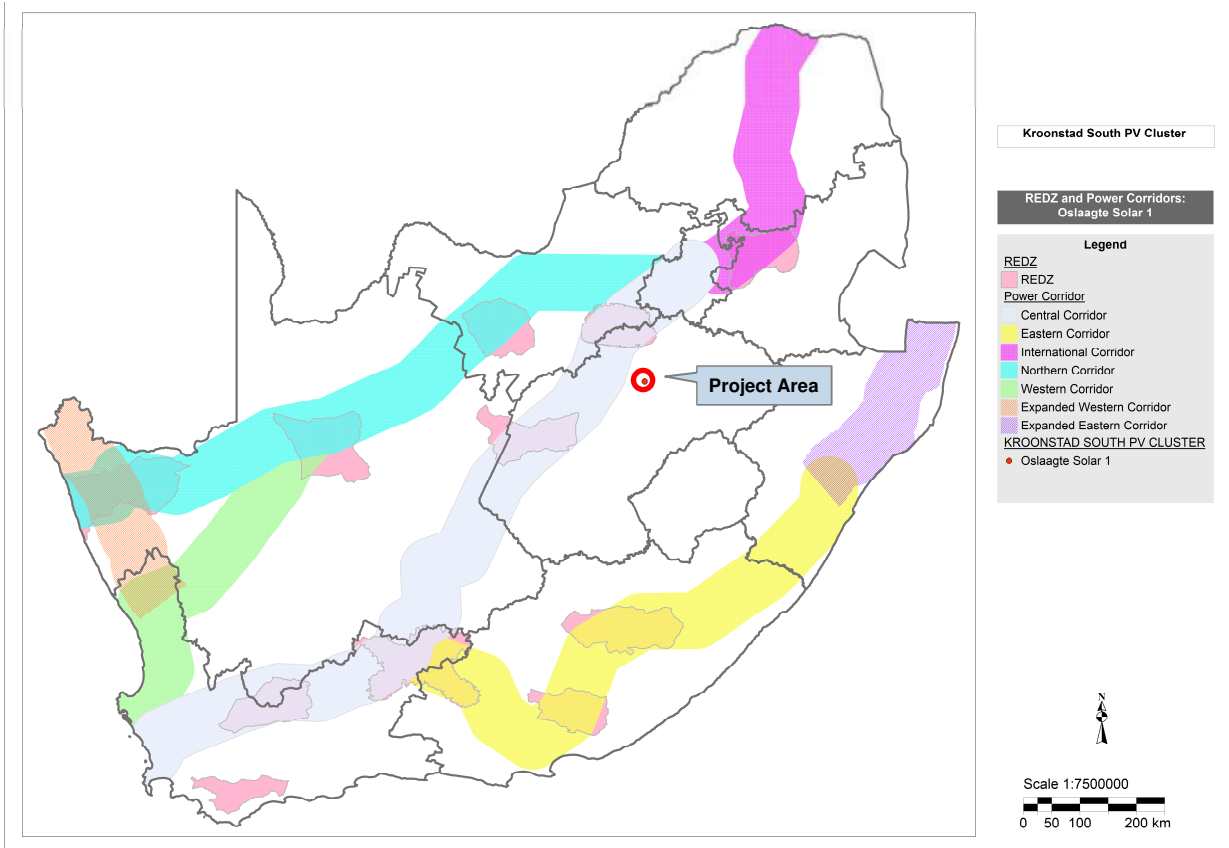 Kroonstad South PV Cluster
REDZ and Power Corridors:
Oslaagte Solar 1
Legend
REDZ
REDZ
Power Corridor
Central Corridor
Eastern Corridor
International Corridor
Northern Corridor
Western Corridor
Expanded Western Corridor
Expanded Eastern Corridor
KROONSTAD SOUTH PV CLUSTER
Oslaagte Solar 1
Project Area
N
Scale 1:7500000
0 50 100 200 km